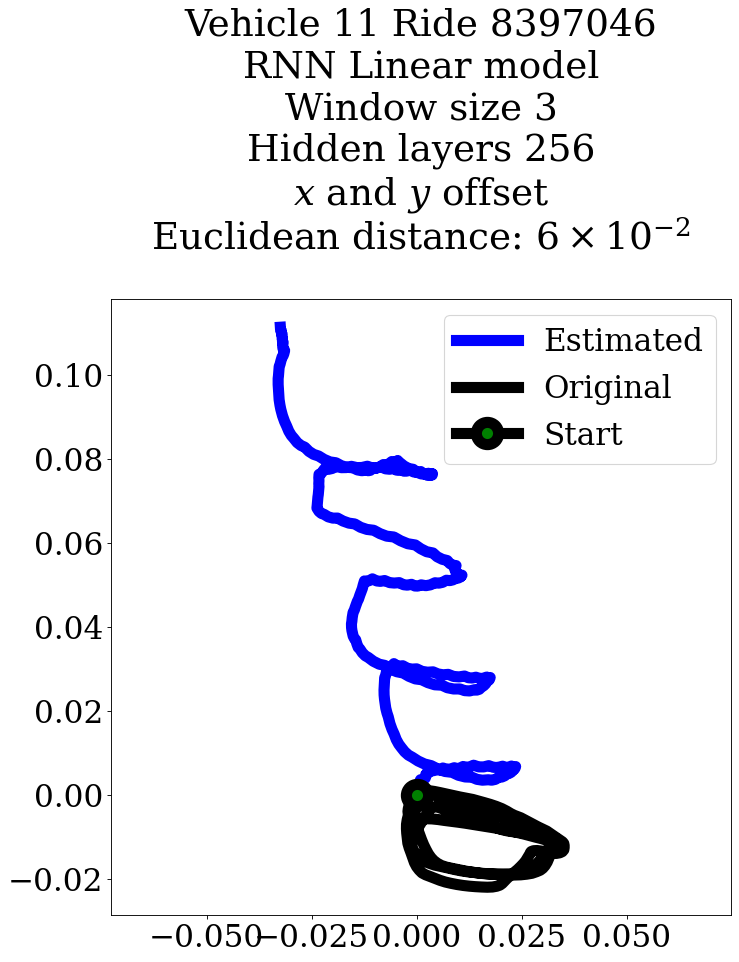 Vehicle 11 Ride 8397046
RNN Linear model
Window size 3
Hidden layers 256
x and y offset
Euclidean distance: 6 × 10⁻²
Estimated
Original
Start
0.10
0.08
0.06
0.04
0.02
0.00
−0.02
−0.050 −0.025 0.000 0.025 0.050